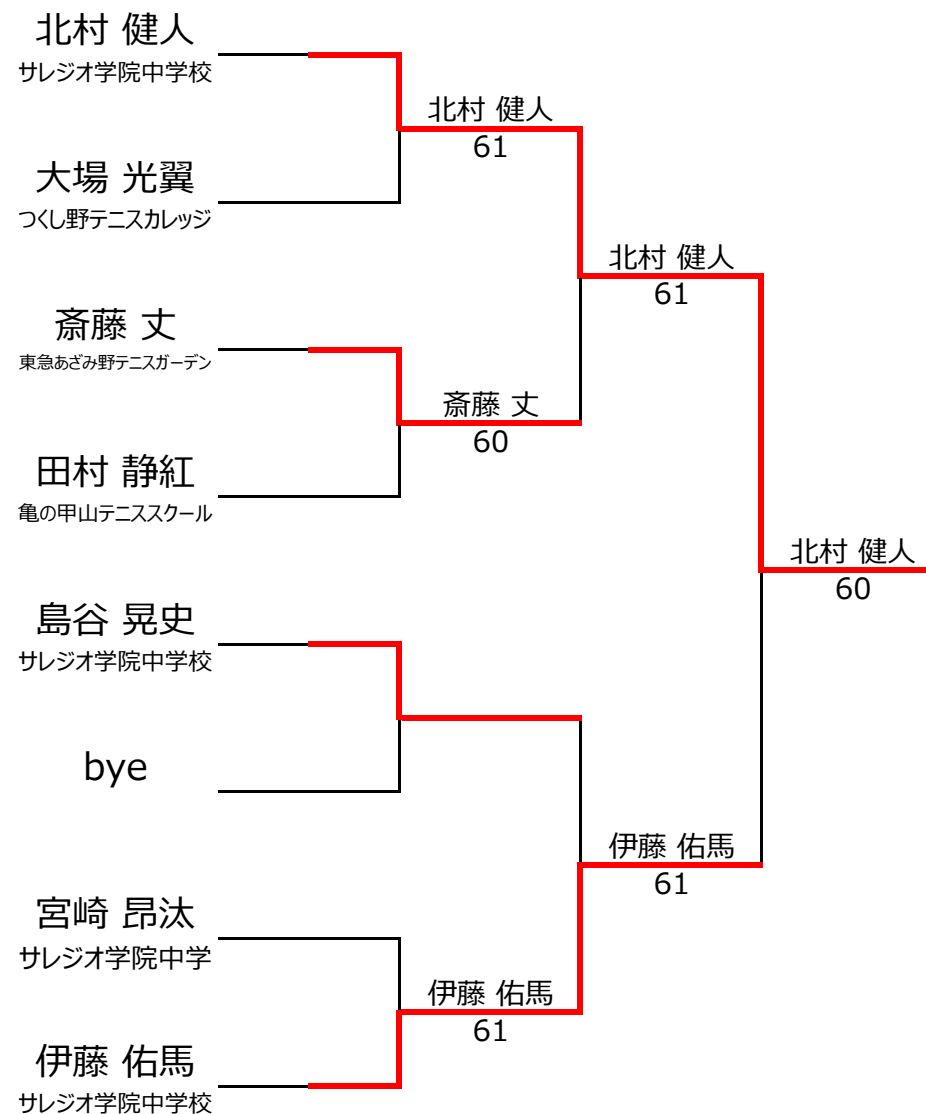 北村 健人
サレジオ学院中学校
北村 健人
61
大場 光翼
つくし野テニスカレッジ
北村 健人
61
斎藤 丈
東急あざみ野テニスガーデン
斎藤 丈
60
田村 静紅
亀の甲山テニススクール
北村 健人
60
島谷 晃史
サレジオ学院中学校
bye
伊藤 佑馬
61
宮崎 昂汰
サレジオ学院中学
伊藤 佑馬
61
伊藤 佑馬
サレジオ学院中学校